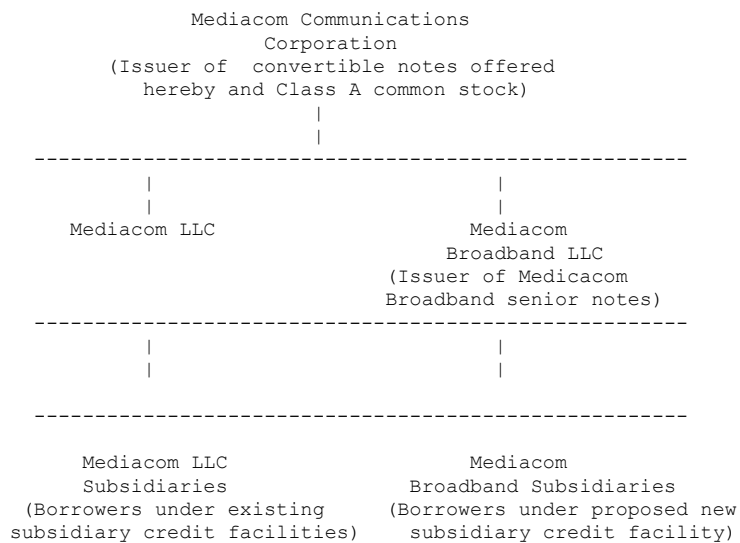 Mediacom Communications
Corporation
(Issuer of convertible notes offered
hereby and Class A common stock)
Mediacom LLC Mediacom
Broadband LLC
(Issuer of Medicacom
Broadband senior notes)
Mediacom LLC Mediacom
Subsidiaries Broadband Subsidiaries
(Borrowers under existing (Borrowers under proposed new
subsidiary credit facilities) subsidiary credit facility)